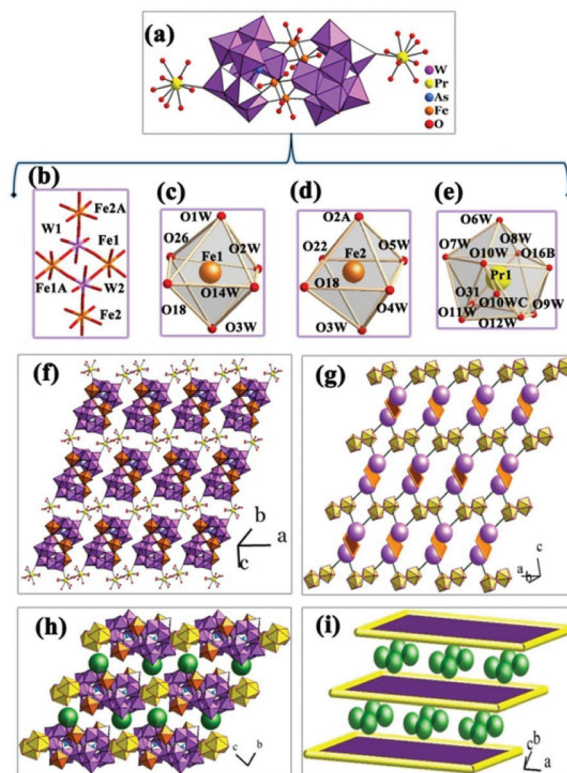 (a)
W
Pr
As
Fe
O
(b)
Fe2A
W1
Fe1
Fe1A
W2
Fe2
(c)
O1W
O26
O2W
Fe1
O14W
O18
O3W
(d)
O2A
O22
O5W
Fe2
O18
O4W
O3W
(e)
O6W
O7W
O8W
O10W
O16B
Pr1
O31
O10WC
O9W
O11W
O12W
(f)
b
a
c
(g)
c
a
b
(h)
c
b
(i)
c
b
a